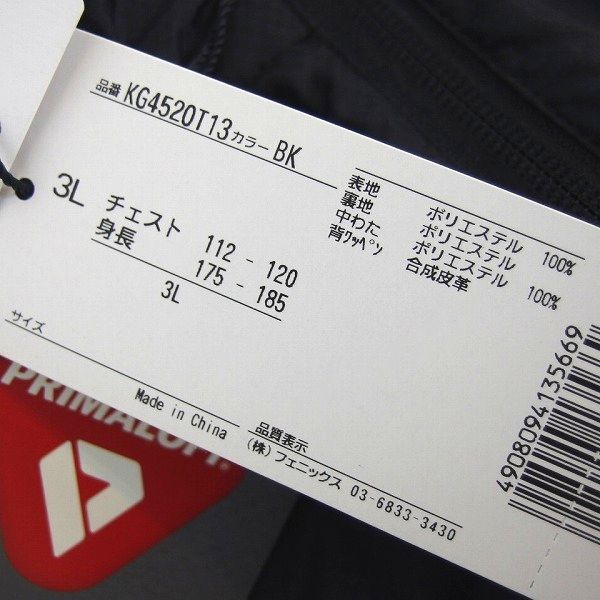 品番 KG4520T13 カラー BK
3L チェスト 112 - 120
身長 175 - 185
3L
サイズ
表地 ポリエステル 100%
裏地 ポリエステル
中わた ポリエステル 100%
背ワッペン 合成皮革
Made in China
品質表示
(株) フェニックス 03-6833-3430
4908094135669
PRIMALOFT®